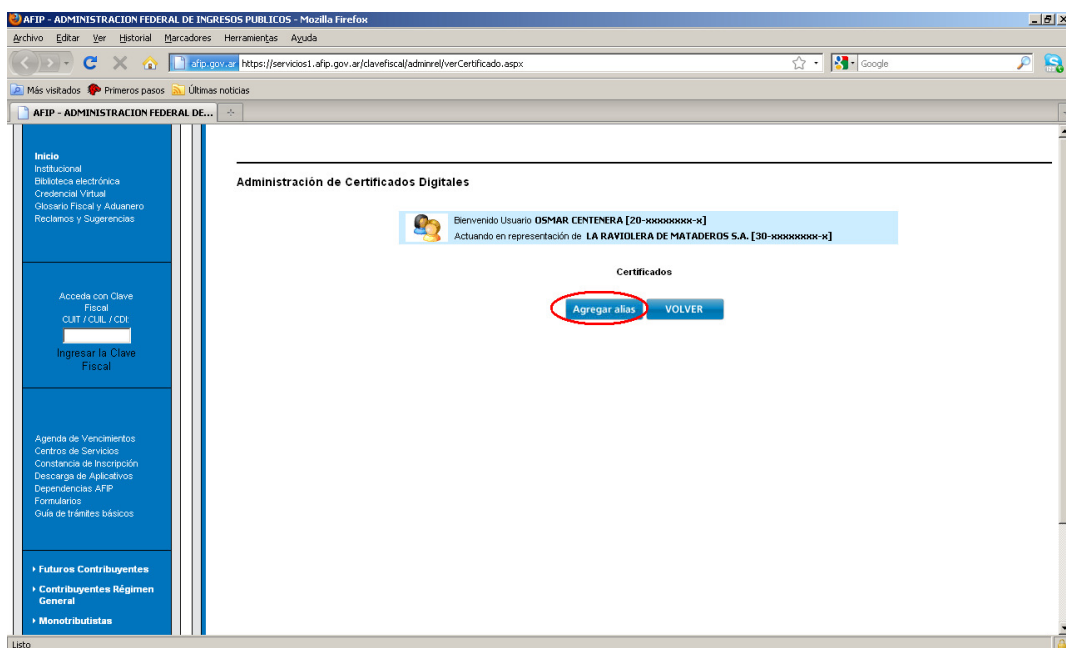 AFIP - ADMINISTRACION FEDERAL DE INGRESOS PUBLICOS - Mozilla Firefox
Archivo Editar Ver Historial Marcadores Herramientas Ayuda
afip.gov.ar https://servicios1.afip.gov.ar/clavefiscal/adminrel/verCertificado.aspx
Google
Más visitados Primeros pasos Últimas noticias
AFIP - ADMINISTRACION FEDERAL DE...
Inicio
Institucional
Biblioteca electrónica
Credencial Virtual
Glosario Fiscal y Aduanero
Reclamos y Sugerencias
Acceda con Clave
Fiscal
CUIT / CUIL / CDI:
Ingresar la Clave
Fiscal
Agenda de Vencimientos
Centros de Servicios
Constancia de Inscripción
Descarga de Aplicativos
Dependencias AFIP
Formularios
Guía de trámites básicos
Futuros Contribuyentes
Contribuyentes Régimen
General
Monotributistas
Administración de Certificados Digitales
Bienvenido Usuario OSMAR CENTENERA [20-xxxxxxxx-x]
Actuando en representación de LA RAVIOLERA DE MATADEROS S.A. [30-xxxxxxxx-x]
Certificados
Agregar alias VOLVER
Listo